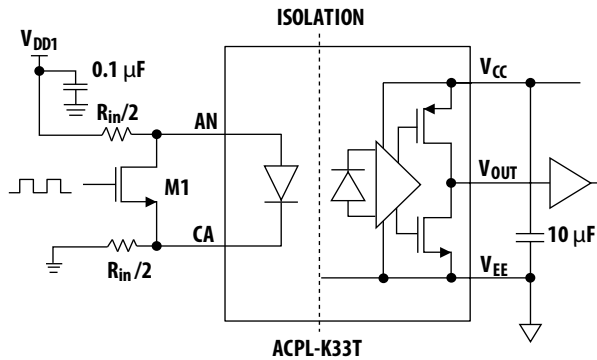 ISOLATION
VDD1
0.1 µF
Rin/2
AN
VCC
M1
VOUT
CA
10 µF
Rin/2
VEE
ACPL-K33T